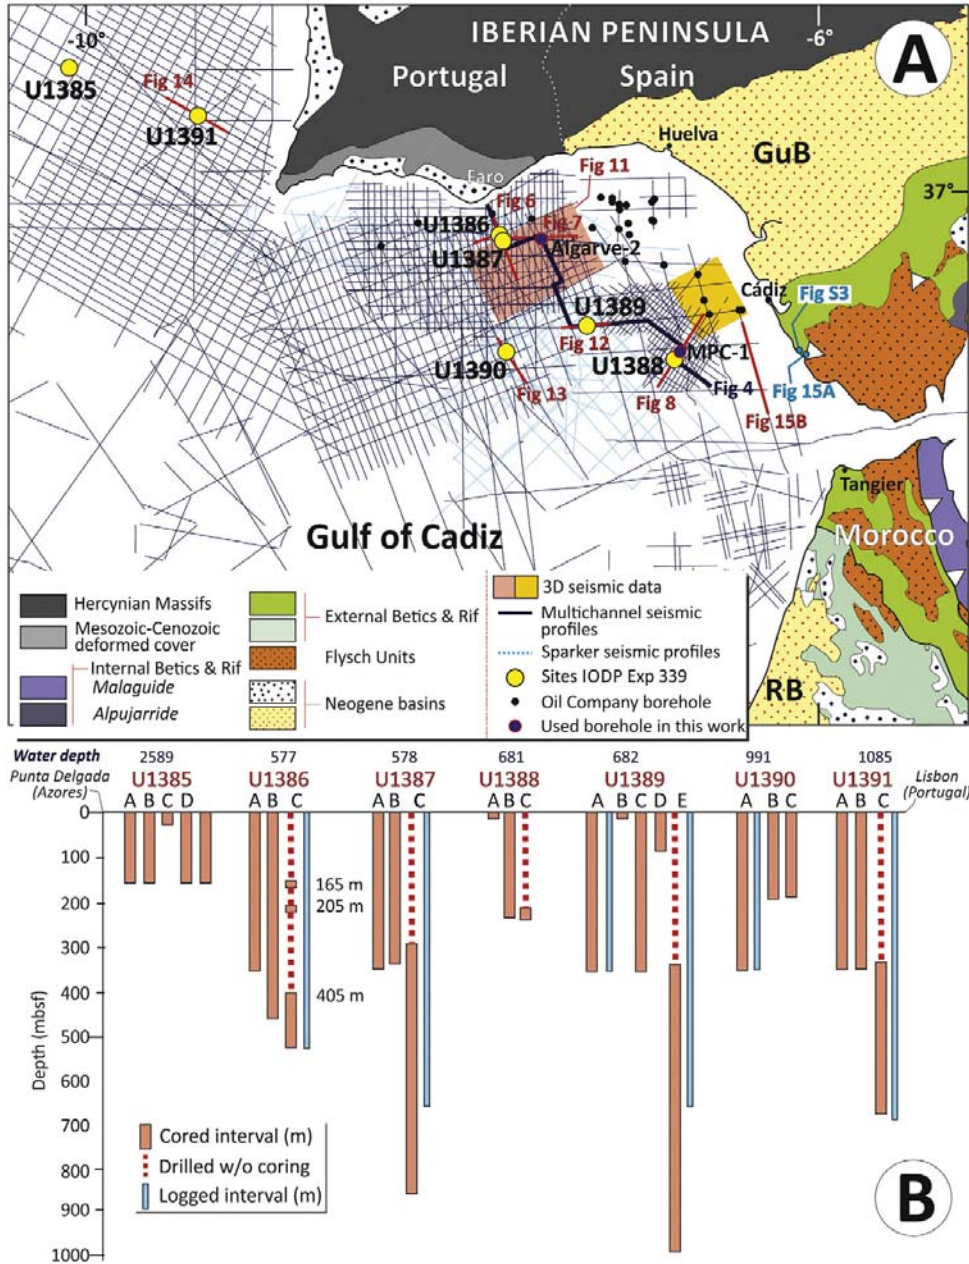 -10°
IBERIAN PENINSULA
-6°
A
Portugal
Spain
U1385
Fig 14
U1391
Huelva
GuB
Faro
Fig 11
37°
Fig 6
U1386
Fig 7
U1387
Algarve-2
Cádiz
Fig S3
U1389
Fig 12
MPC-1
U1390
U1388
Fig 13
Fig 8
Fig 4
Fig 15A
Fig 15B
Tangier
Gulf of Cadiz
Morocco
RB
Hercynian Massifs
Mesozoic-Cenozoic
deformed cover
Internal Betics & Rif
Malaguide
Alpujarride
External Betics & Rif
Flysch Units
Neogene basins
3D seismic data
Multichannel seismic
profiles
Sparker seismic profiles
Sites IODP Exp 339
Oil Company borehole
Used borehole in this work
Water depth 2589 577 578 681 682 991 1085
Punta Delgada
(Azores)
U1385 U1386 U1387 U1388 U1389 U1390 U1391
Lisbon
(Portugal)
A B C D A B C A B C A B C A B C D E A B C A B C
0
100
200
300
400
500
600
700
800
900
1000
Depth (mbsf)
165 m
205 m
405 m
Cored interval (m)
Drilled w/o coring
Logged interval (m)
B